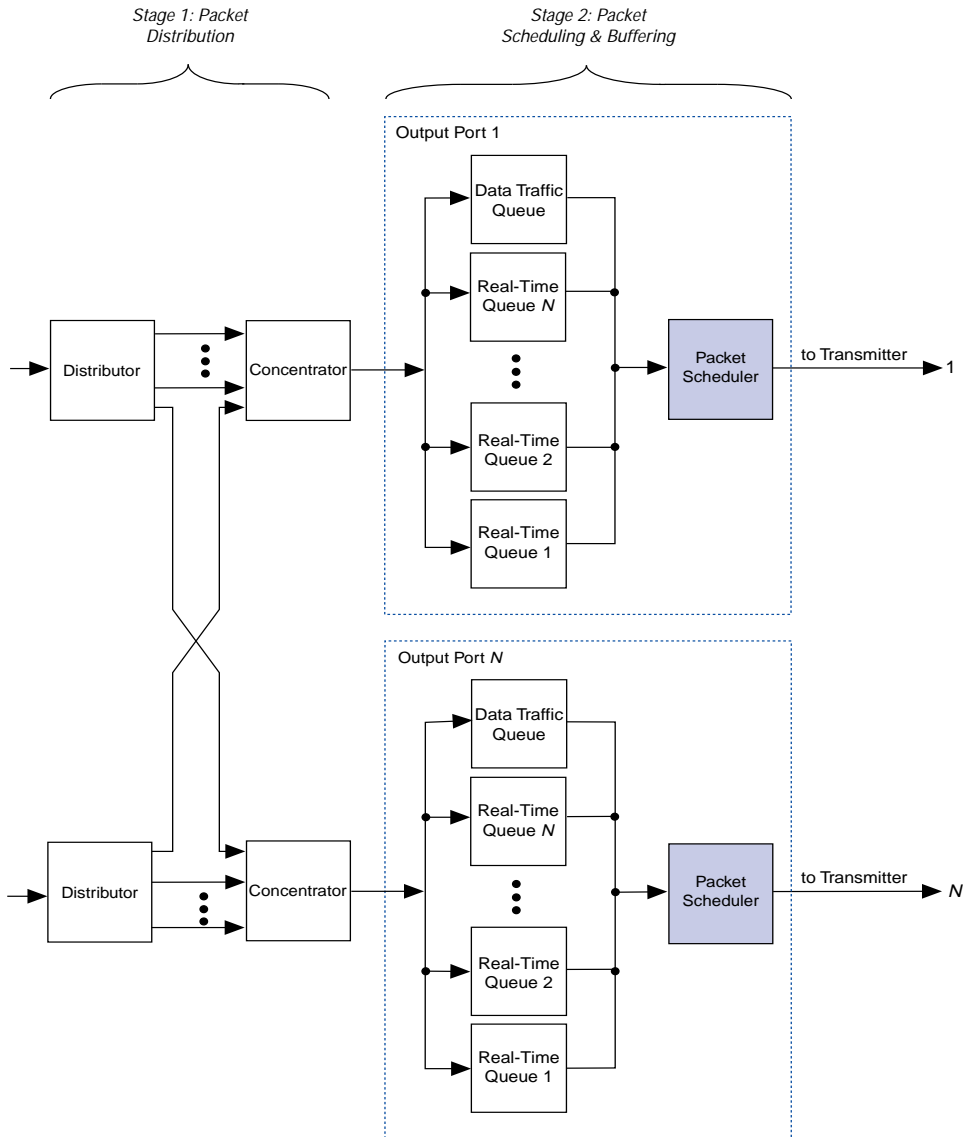 Stage 1: Packet
Distribution
Stage 2: Packet
Scheduling & Buffering
Output Port 1
Data Traffic
Queue
Real-Time
Queue N
Distributor
Concentrator
Packet
Scheduler
to Transmitter
1
Real-Time
Queue 2
Real-Time
Queue 1
Output Port N
Data Traffic
Queue
Real-Time
Queue N
Distributor
Concentrator
Packet
Scheduler
to Transmitter
N
Real-Time
Queue 2
Real-Time
Queue 1